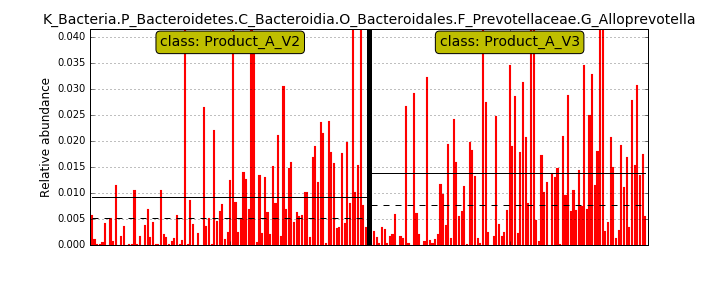 K_Bacteria.P_Bacteroidetes.C_Bacteroidia.O_Bacteroidales.F_Prevotellaceae.G_Alloprevotella
class: Product_A_V2
class: Product_A_V3
Relative abundance
0.040
0.035
0.030
0.025
0.020
0.015
0.010
0.005
0.000